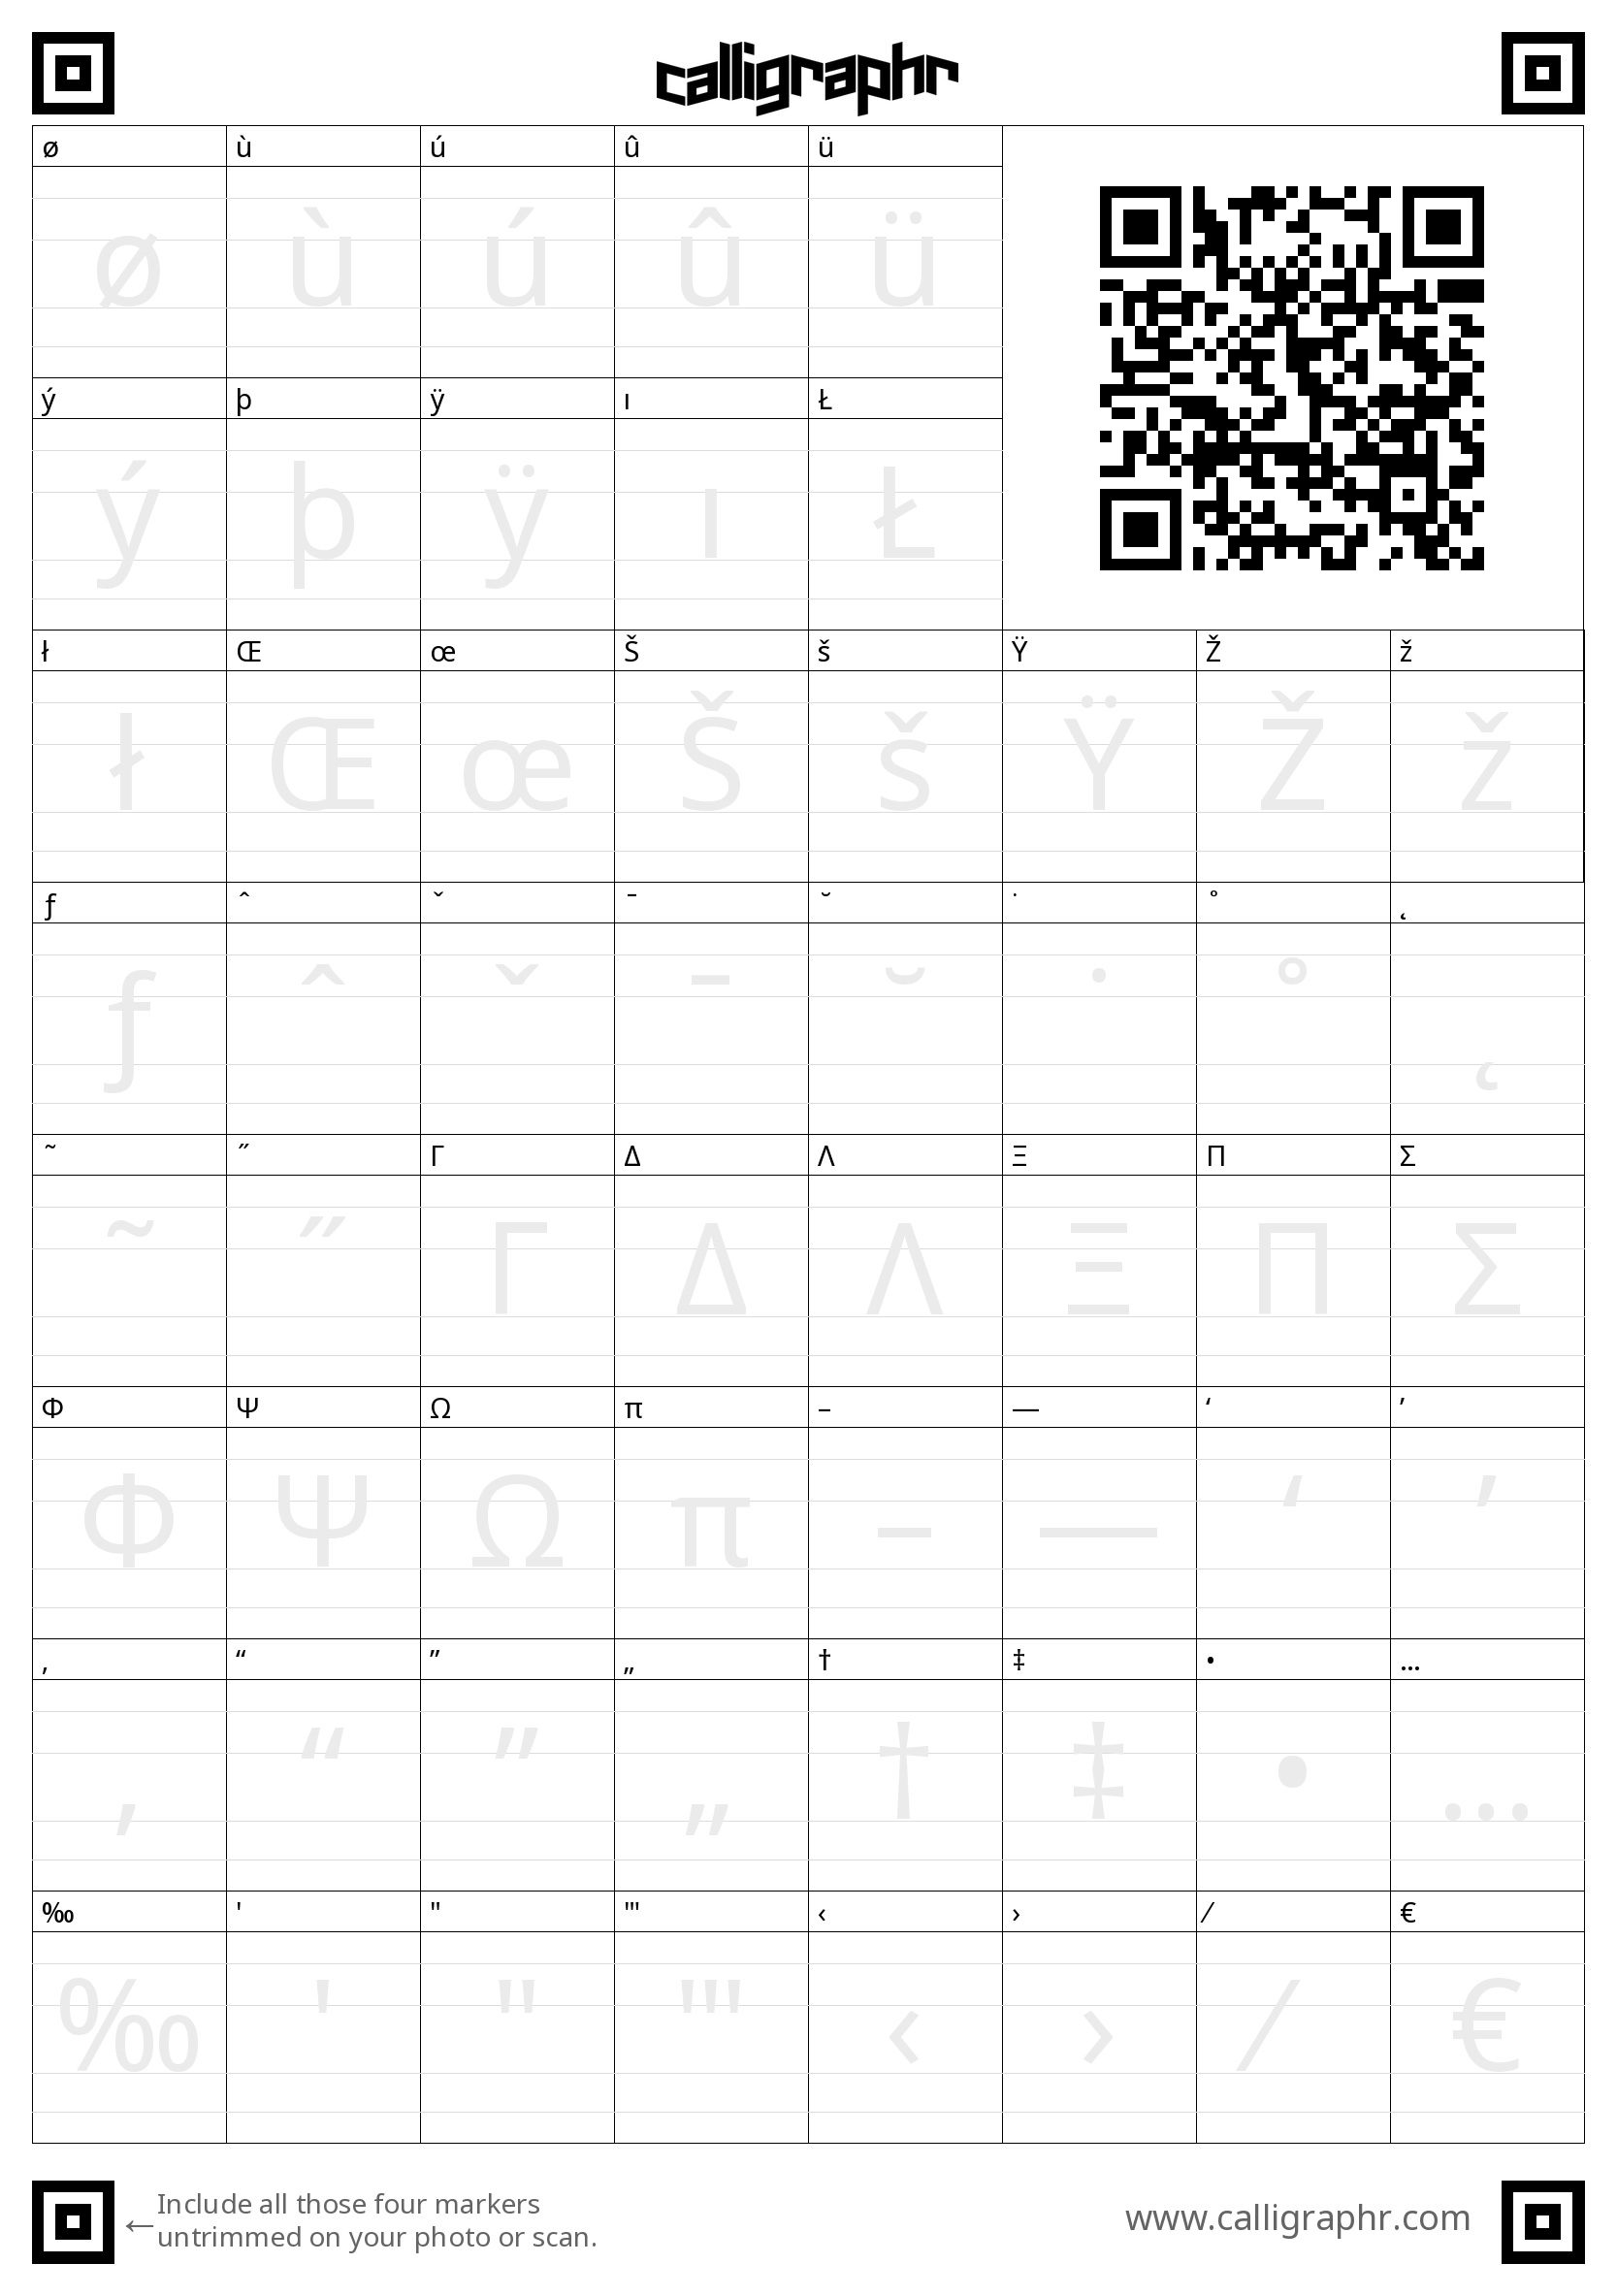 calligraphr
ø ù ú û ü
ø ù ú û ü
ý þ ÿ ı Ł
ý þ ÿ ı Ł
ł Œ œ Š š Ÿ Ž ž
ł Œ œ Š š Ÿ Ž ž
ƒ ˆ ˇ ˉ ˘ ˙ ˚ ˛
ƒ ˆ ˇ ˉ ˘ ˙ ˚ ˛
˜ ˝ Γ Δ Λ Ξ Π Σ
˜ ˝ Γ Δ Λ Ξ Π Σ
Φ Ψ Ω π – — ‘ ’
Φ Ψ Ω π – — ‘ ’
‚ “ ” „ † ‡ • …
‚ “ ” „ † ‡ • …
‰ ′ ″ ‴ ‹ › ⁄ €
‰ ′ ″ ‴ ‹ › ⁄ €
←Include all those four markers
untrimmed on your photo or scan.
www.calligraphr.com